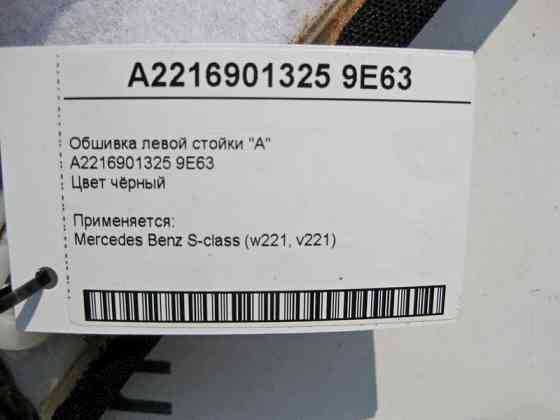 A2216901325 9E63
Обшивка левой стойки "А"
A2216901325 9E63
Цвет чёрный
Применяется:
Mercedes Benz S-class (w221, v221)